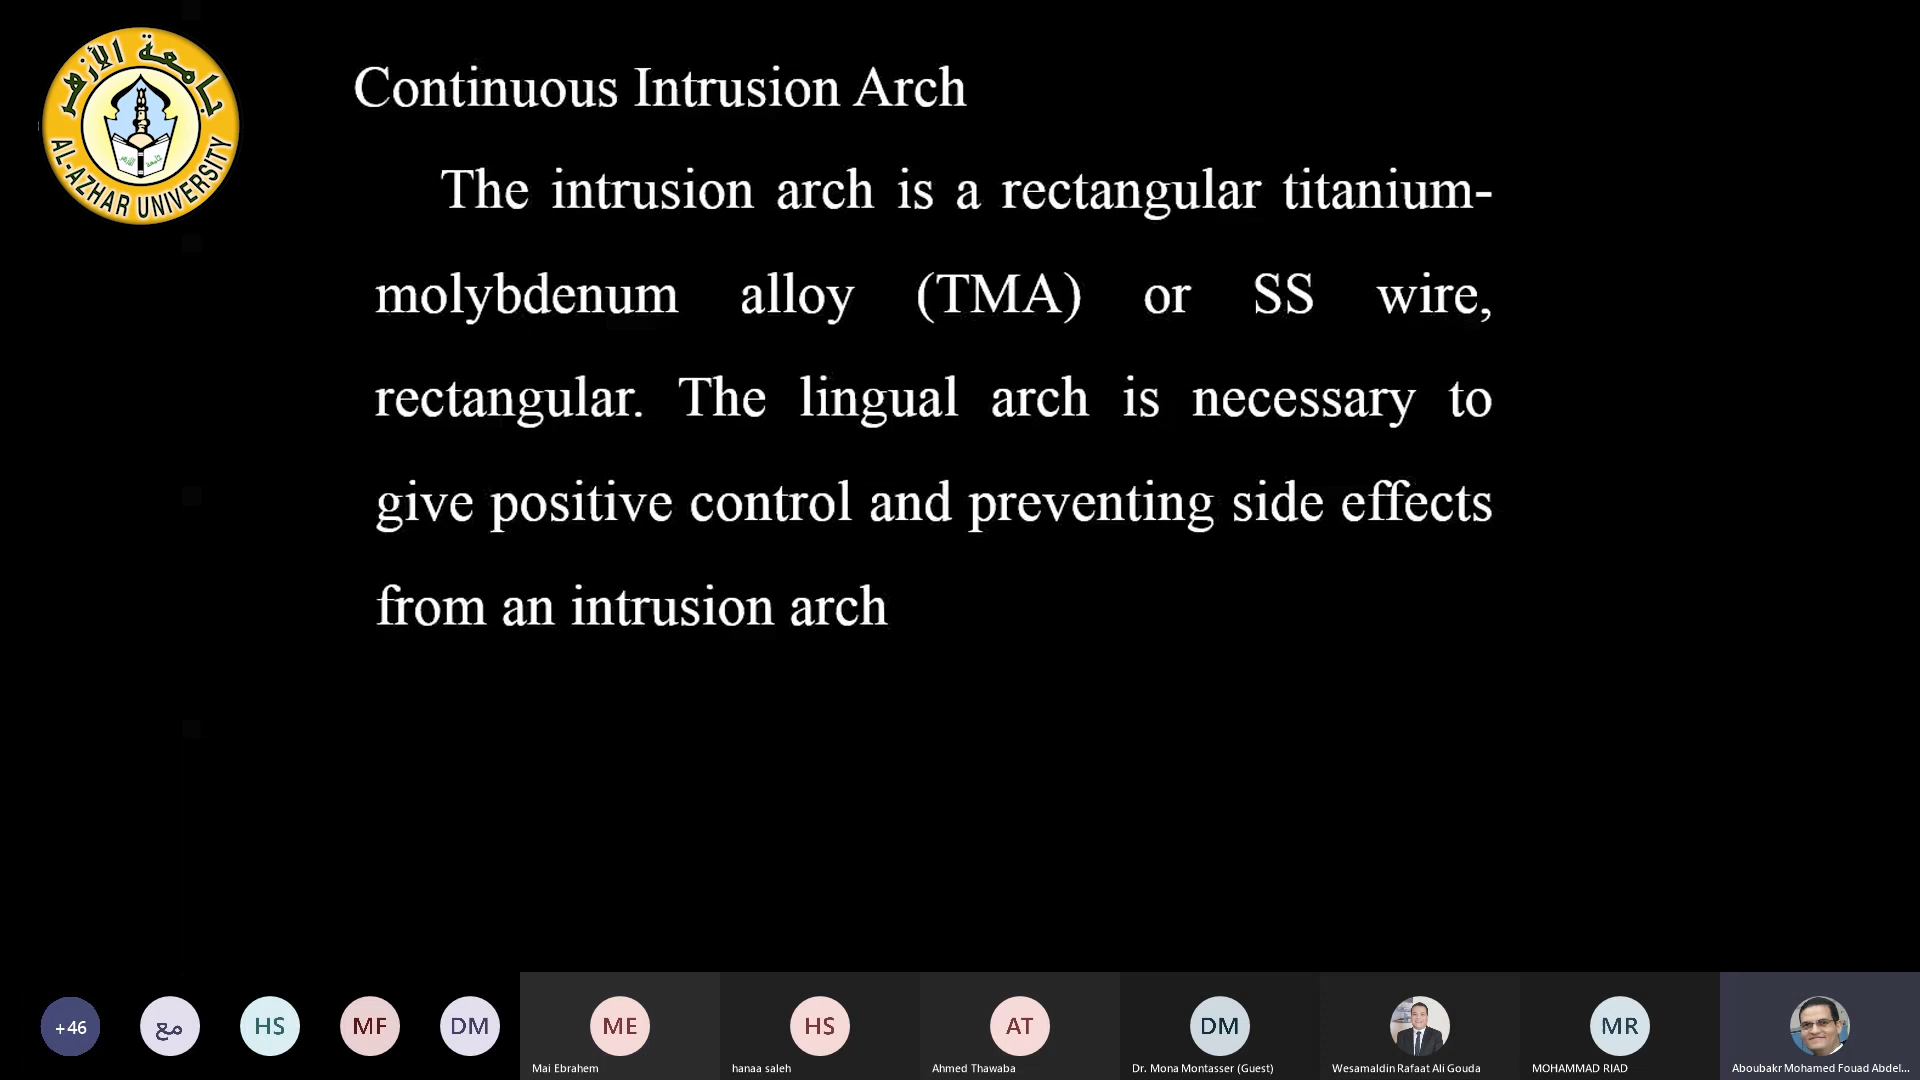 جامعة الأزهر
AL-AZHAR UNIVERSITY
Continuous Intrusion Arch
The intrusion arch is a rectangular titanium-
molybdenum alloy (TMA) or SS wire,
rectangular. The lingual arch is necessary to
give positive control and preventing side effects
from an intrusion arch
+46
مع
HS
MF
DM
ME
HS
AT
DM
MR
Mai Ebrahem
hanaa saleh
Ahmed Thawaba
Dr. Mona Montasser (Guest)
Wesamaldin Rafaat Ali Gouda
MOHAMMAD RIAD
Aboubakr Mohamed Fouad Abdel...